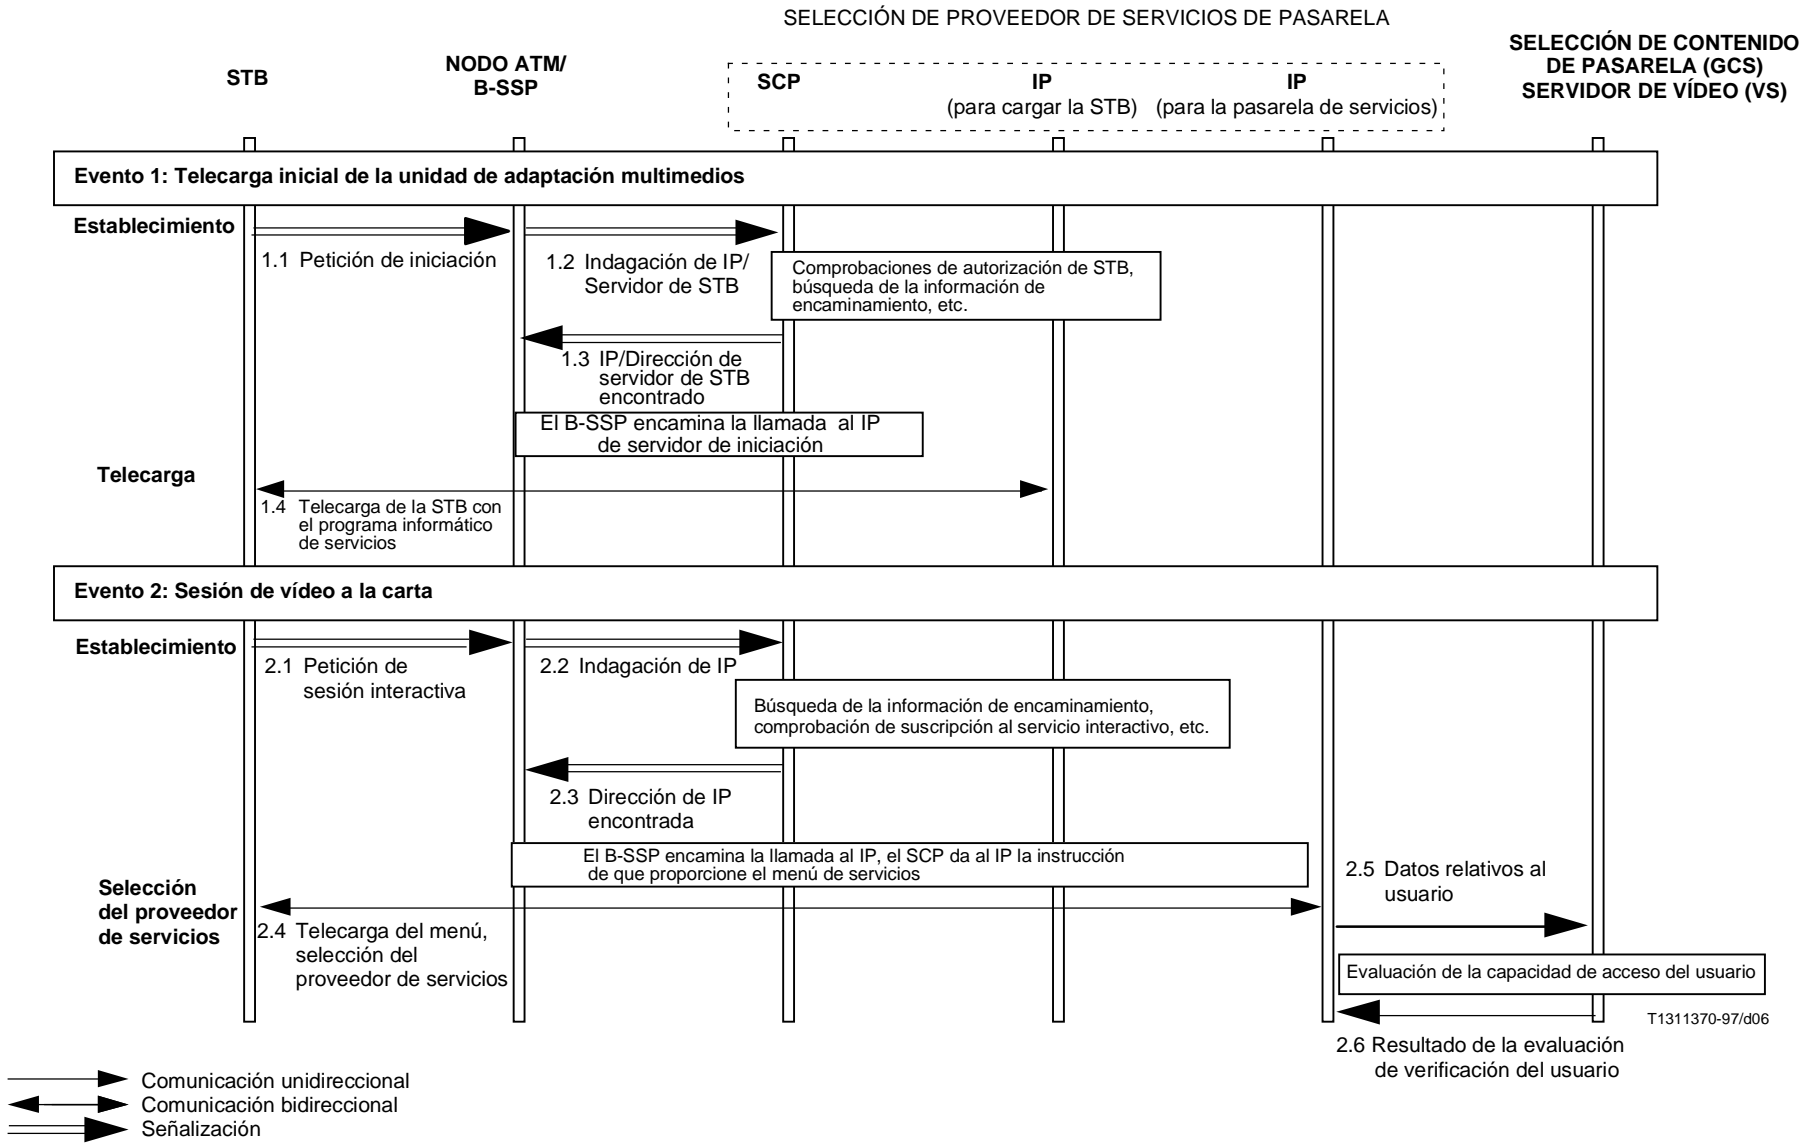 SELECCIÓN DE PROVEEDOR DE SERVICIOS DE PASARELA
SELECCIÓN DE CONTENIDO
DE PASARELA (GCS)
SERVIDOR DE VÍDEO (VS)
STB
NODO ATM/
B-SSP
SCP
IP
(para cargar la STB)
IP
(para la pasarela de servicios)
Evento 1: Telecarga inicial de la unidad de adaptación multimedios
Establecimiento
1.1 Petición de iniciación
1.2 Indagación de IP/
Servidor de STB
Comprobaciones de autorización de STB,
búsqueda de la información de
encaminamiento, etc.
1.3 IP/Dirección de
servidor de STB
encontrado
El B-SSP encamina la llamada al IP
de servidor de iniciación
Telecarga
1.4 Telecarga de la STB con
el programa informático
de servicios
Evento 2: Sesión de vídeo a la carta
Establecimiento
2.1 Petición de
sesión interactiva
2.2 Indagación de IP
Búsqueda de la información de encaminamiento,
comprobación de suscripción al servicio interactivo, etc.
2.3 Dirección de IP
encontrada
El B-SSP encamina la llamada al IP, el SCP da al IP la instrucción
de que proporcione el menú de servicios
2.5 Datos relativos al
usuario
Selección
del proveedor
de servicios
2.4 Telecarga del menú,
selección del
proveedor de servicios
Evaluación de la capacidad de acceso del usuario
T1311370-97/d06
2.6 Resultado de la evaluación
de verificación del usuario
Comunicación unidireccional
Comunicación bidireccional
Señalización